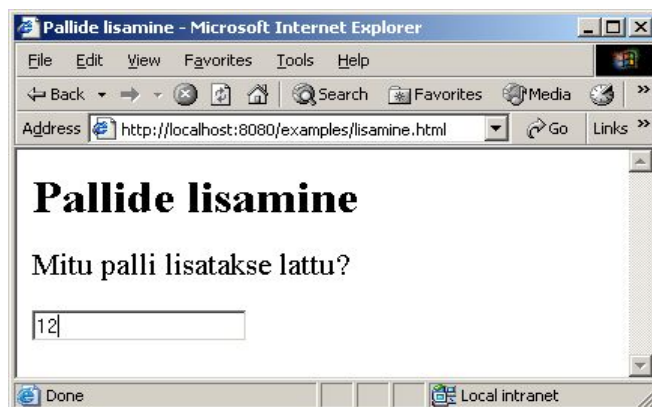 Pallide lisamine - Microsoft Internet Explorer
File Edit View Favorites Tools Help
Back Search Favorites Media »
Address http://localhost:8080/examples/lisamine.html Go Links »
Pallide lisamine
Mitu palli lisatakse lattu?
12
Done Local intranet